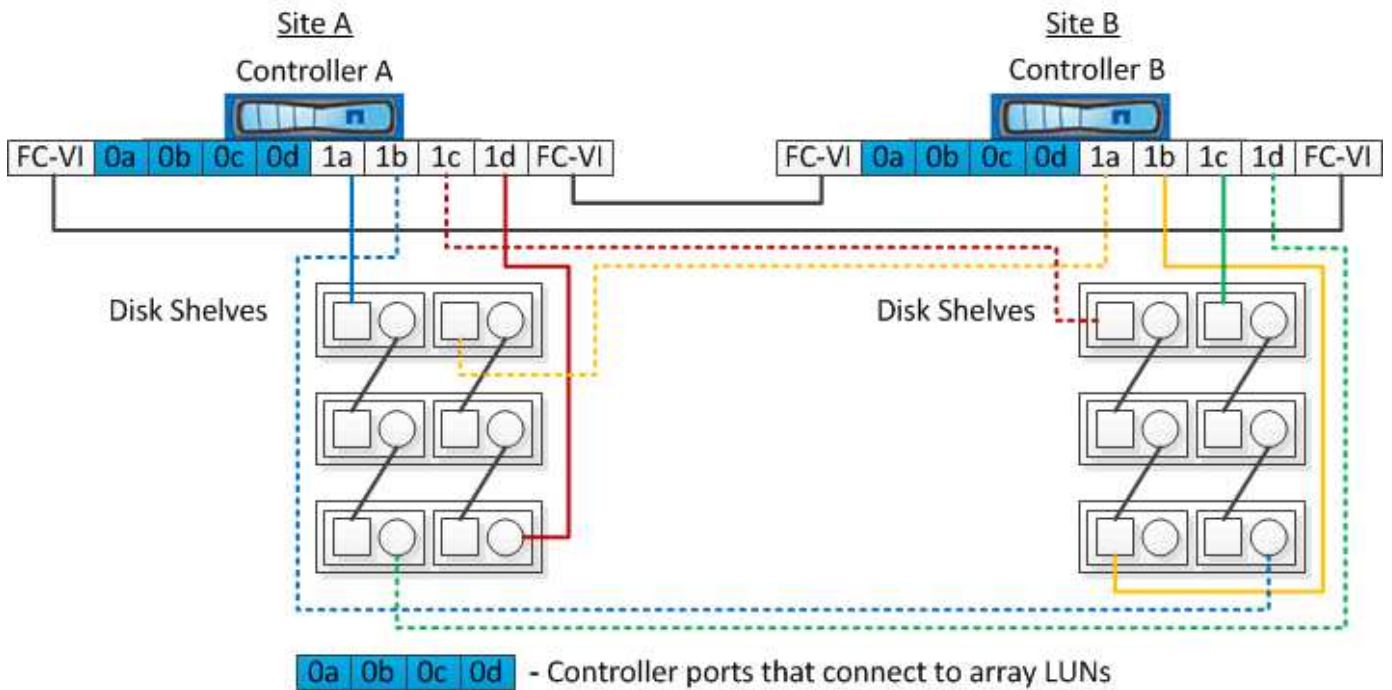 Site A Site B
Controller A Controller B
FC-VI 0a 0b 0c 0d 1a 1b 1c 1d FC-VI FC-VI 0a 0b 0c 0d 1a 1b 1c 1d FC-VI
Disk Shelves Disk Shelves
0a 0b 0c 0d - Controller ports that connect to array LUNs